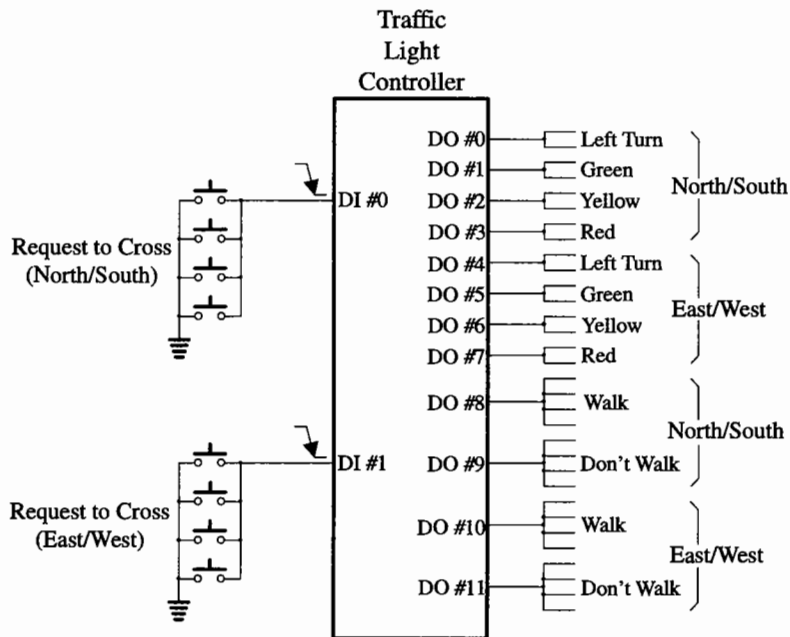 Traffic
Light
Controller
DO #0
Left Turn
DO #1
Green
North/South
DI #0
DO #2
Yellow
DO #3
Red
Request to Cross
(North/South)
DO #4
Left Turn
DO #5
Green
East/West
DO #6
Yellow
DO #7
Red
DO #8
Walk
North/South
DI #1
DO #9
Don't Walk
Request to Cross
(East/West)
DO #10
Walk
East/West
DO #11
Don't Walk